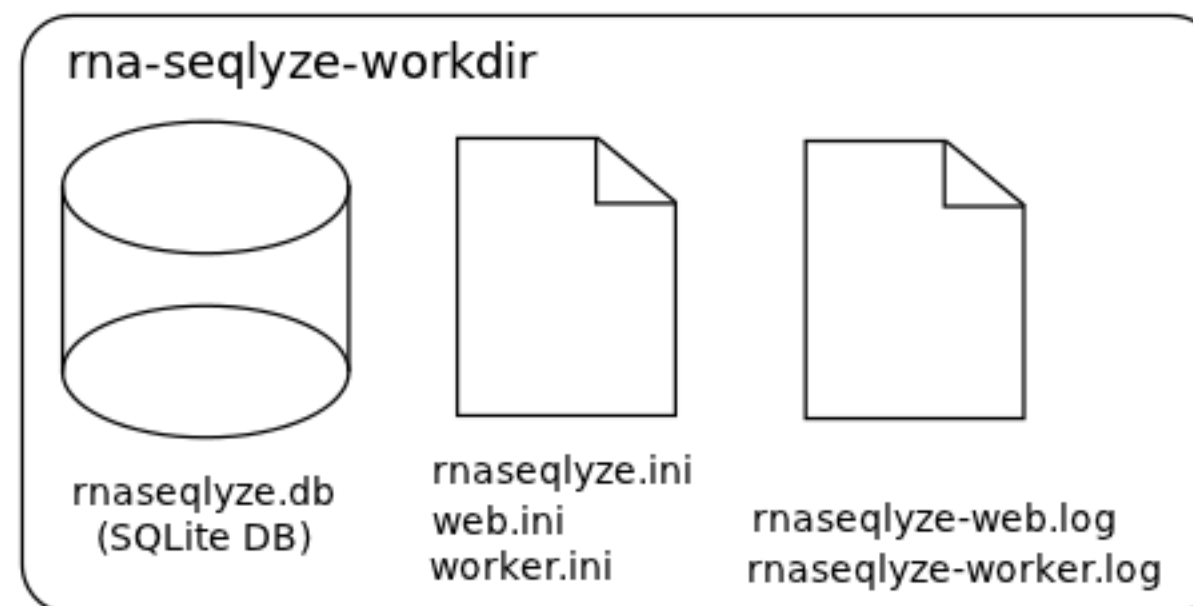 rna-seqlyze-workdir
rnaseqlyze.db
(SQLite DB)
rnaseqlyze.ini
web.ini
worker.ini
rnaseqlyze-web.log
rnaseqlyze-worker.log